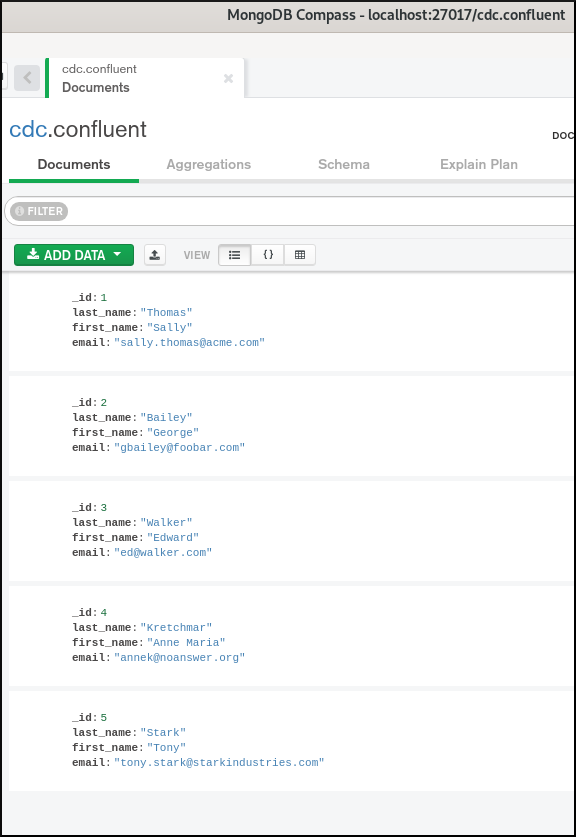 MongoDB Compass - localhost:27017/cdc.confluent
cdc.confluent
Documents
cdc.confluent
DOC
Documents Aggregations Schema Explain Plan
FILTER
ADD DATA VIEW { }
_id: 1
last_name: "Thomas"
first_name: "Sally"
email: "sally.thomas@acme.com"
_id: 2
last_name: "Bailey"
first_name: "George"
email: "gbailey@foobar.com"
_id: 3
last_name: "Walker"
first_name: "Edward"
email: "ed@walker.com"
_id: 4
last_name: "Kretchmar"
first_name: "Anne Maria"
email: "annek@noanswer.org"
_id: 5
last_name: "Stark"
first_name: "Tony"
email: "tony.stark@starkindustries.com"